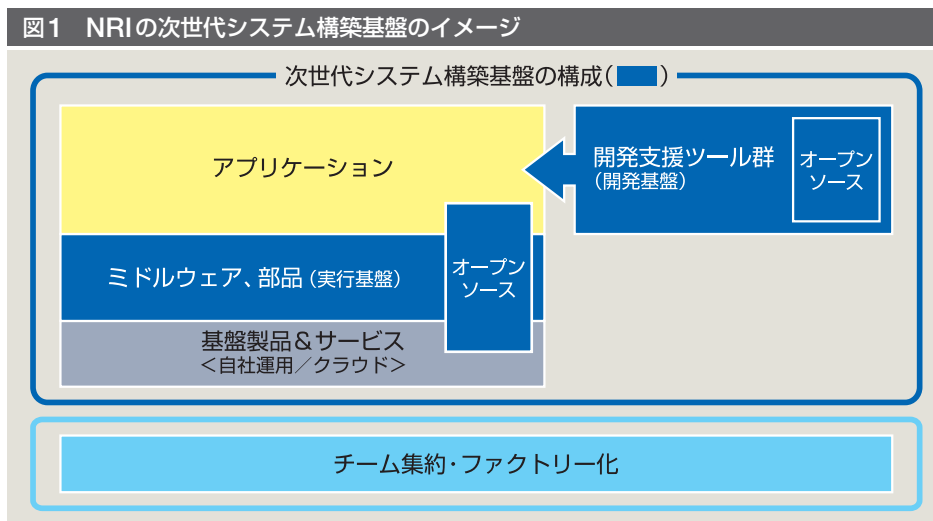 図1 NRIの次世代システム構築基盤のイメージ
次世代システム構築基盤の構成( )
アプリケーション
開発支援ツール群
(開発基盤)
オープン
ソース
ミドルウェア、部品(実行基盤)
オープン
ソース
基盤製品&サービス
<自社運用/クラウド>
チーム集約・ファクトリー化